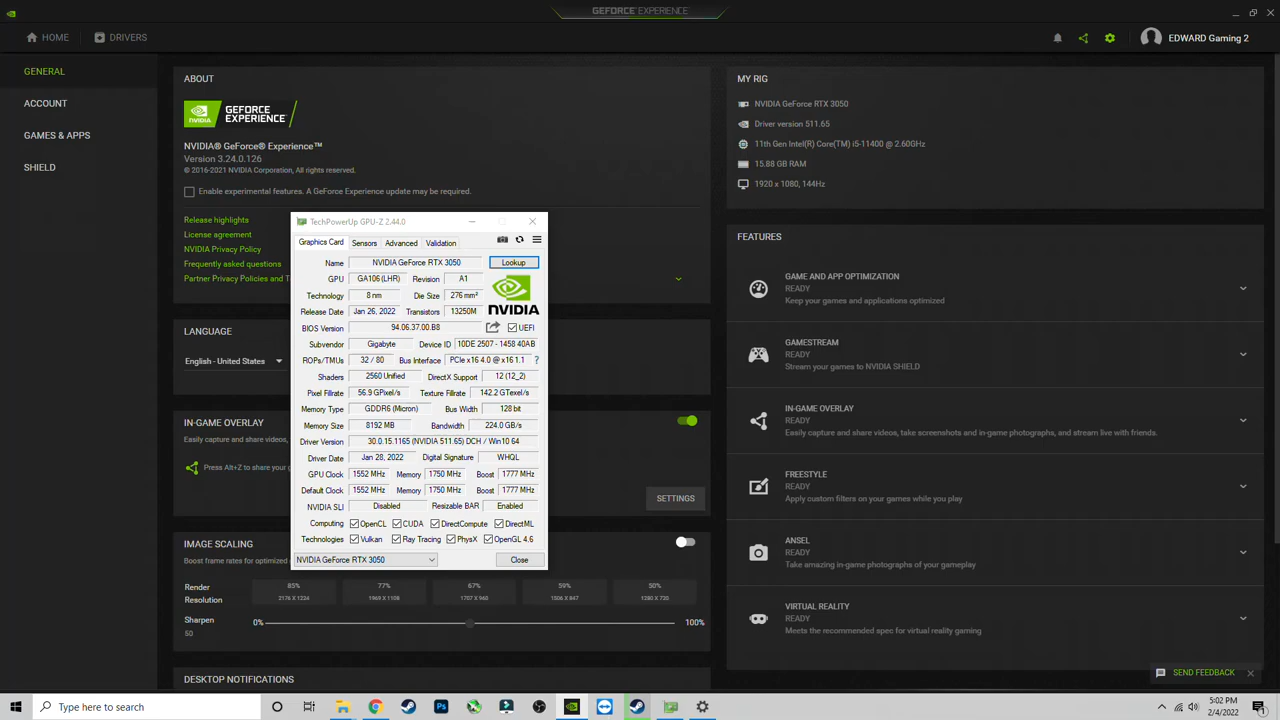 GEFORCE EXPERIENCE
HOME
DRIVERS
EDWARD Gaming 2
GENERAL
ACCOUNT
GAMES & APPS
SHIELD
ABOUT
NVIDIA
GEFORCE
EXPERIENCE
NVIDIA® GeForce® Experience™
Version 3.24.0.126
© 2016-2021 NVIDIA Corporation, All rights reserved.
Enable experimental features. A GeForce Experience update may be required.
Release highlights
License agreement
NVIDIA Privacy Policy
Frequently asked questions
Partner Privacy Policies and T
LANGUAGE
English - United States
IN-GAME OVERLAY
Easily capture and share videos,
Press Alt+Z to share your g
SETTINGS
IMAGE SCALING
Boost frame rates for optimized
Render
Resolution
85% 77% 67% 59% 50%
2176 X 1224 1969 X 1108 1707 X 960 1506 X 847 1280 X 720
Sharpen
50
0% 100%
DESKTOP NOTIFICATIONS
TechPowerUp GPU-Z 2.44.0
Graphics Card Sensors Advanced Validation
Name NVIDIA GeForce RTX 3050 Lookup
GPU GA106 (LHR) Revision A1
Technology 8 nm Die Size 276 mm²
Release Date Jan 26, 2022 Transistors 13250M
NVIDIA
BIOS Version 94.06.37.00.B8 UEFI
Subvendor Gigabyte Device ID 10DE 2507 - 1458 40AB
ROPs/TMUs 32 / 80 Bus Interface PCIe x16 4.0 @ x16 1.1 ?
Shaders 2560 Unified DirectX Support 12 (12_2)
Pixel Fillrate 56.9 GPixel/s Texture Fillrate 142.2 GTexel/s
Memory Type GDDR6 (Micron) Bus Width 128 bit
Memory Size 8192 MB Bandwidth 224.0 GB/s
Driver Version 30.0.15.1165 (NVIDIA 511.65) DCH / Win10 64
Driver Date Jan 28, 2022 Digital Signature WHQL
GPU Clock 1552 MHz Memory 1750 MHz Boost 1777 MHz
Default Clock 1552 MHz Memory 1750 MHz Boost 1777 MHz
NVIDIA SLI Disabled Resizable BAR Enabled
Computing OpenCL CUDA DirectCompute DirectML
Technologies Vulkan Ray Tracing PhysX OpenGL 4.6
NVIDIA GeForce RTX 3050 Close
MY RIG
NVIDIA GeForce RTX 3050
Driver version 511.65
11th Gen Intel(R) Core(TM) i5-11400 @ 2.60GHz
15.88 GB RAM
1920 x 1080, 144Hz
FEATURES
GAME AND APP OPTIMIZATION
READY
Keep your games and applications optimized
GAMESTREAM
READY
Stream your games to NVIDIA SHIELD
IN-GAME OVERLAY
READY
Easily capture and share videos, take screenshots and in-game photographs, and stream live with friends.
FREESTYLE
READY
Apply custom filters on your games while you play
ANSEL
READY
Take amazing in-game photographs of your gameplay
VIRTUAL REALITY
READY
Meets the recommended spec for virtual reality gaming
SEND FEEDBACK
Type here to search
Ps
5:02 PM
2/4/2022
1